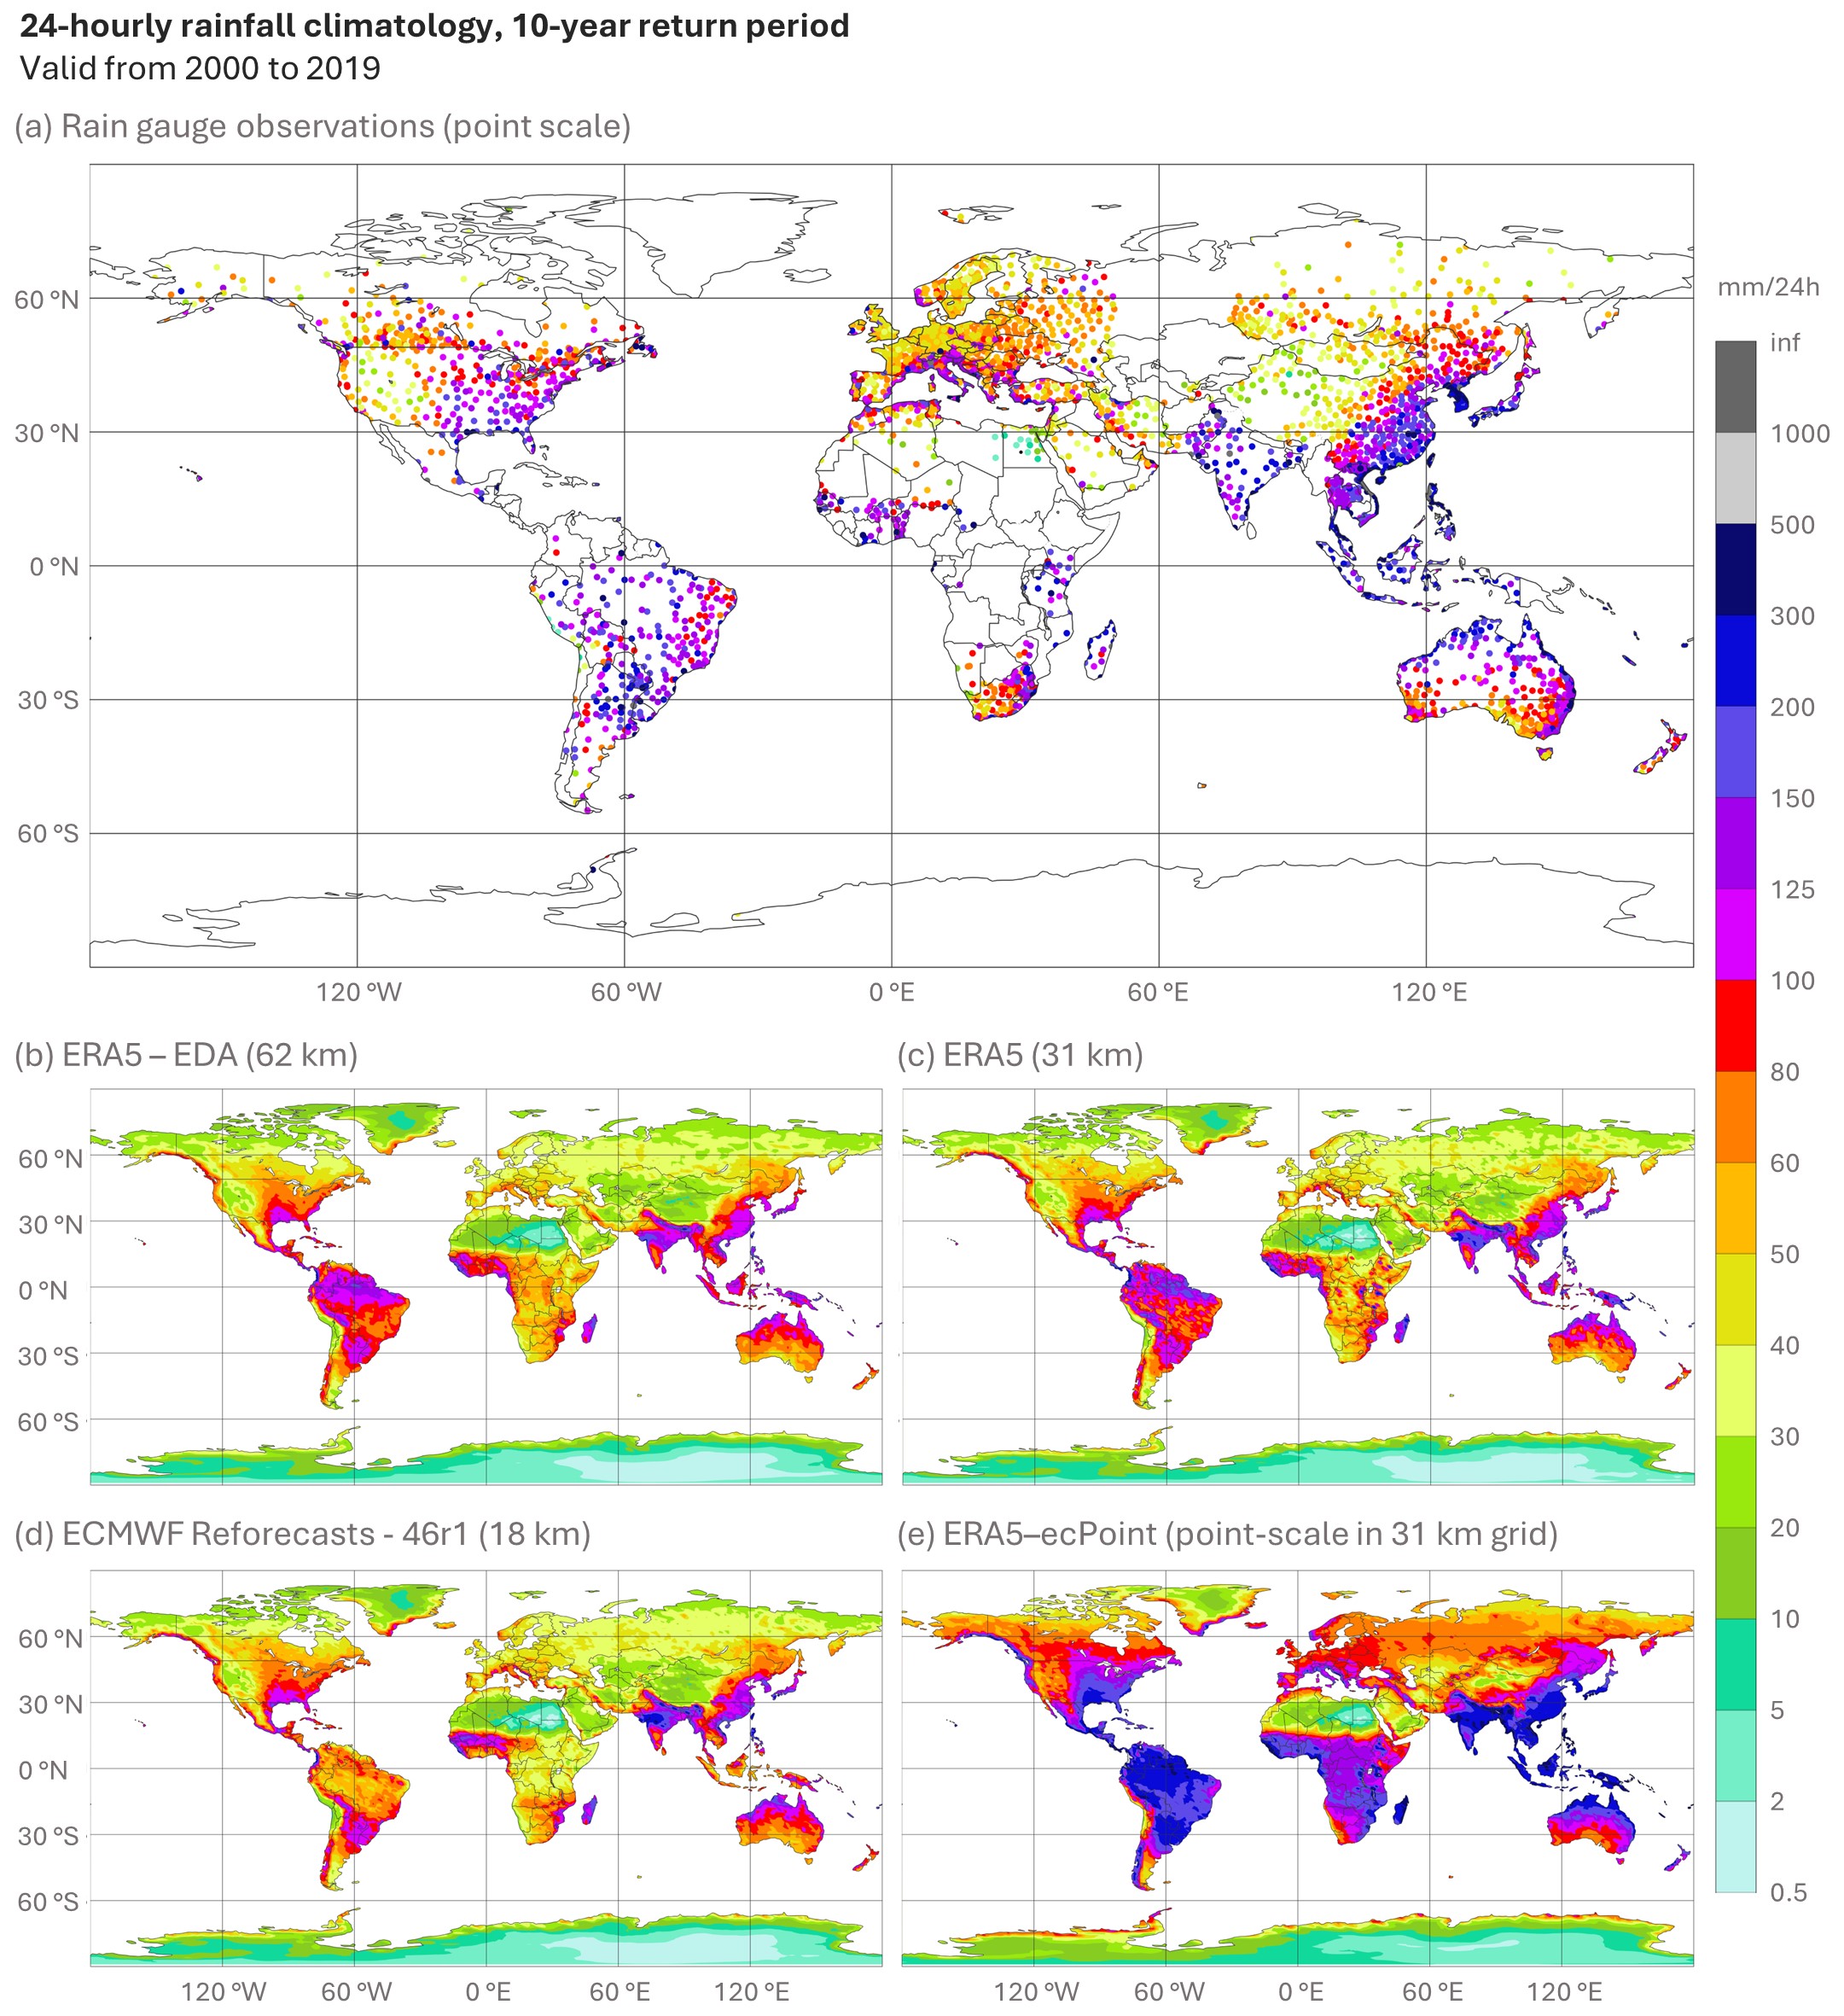 24-hourly rainfall climatology, 10-year return period
Valid from 2000 to 2019
(a) Rain gauge observations (point scale)
60 °N
30 °N
0 °N
30 °S
60 °S
120 °W
60 °W
0 °E
60 °E
120 °E
mm/24h
inf
1000
500
300
200
150
125
100
80
60
50
40
30
20
10
5
2
0.5
(b) ERA5 – EDA (62 km)
(c) ERA5 (31 km)
60 °N
30 °N
0 °N
30 °S
60 °S
(d) ECMWF Reforecasts - 46r1 (18 km)
(e) ERA5–ecPoint (point-scale in 31 km grid)
60 °N
30 °N
0 °N
30 °S
60 °S
120 °W
60 °W
0 °E
60 °E
120 °E
120 °W
60 °W
0 °E
60 °E
120 °E